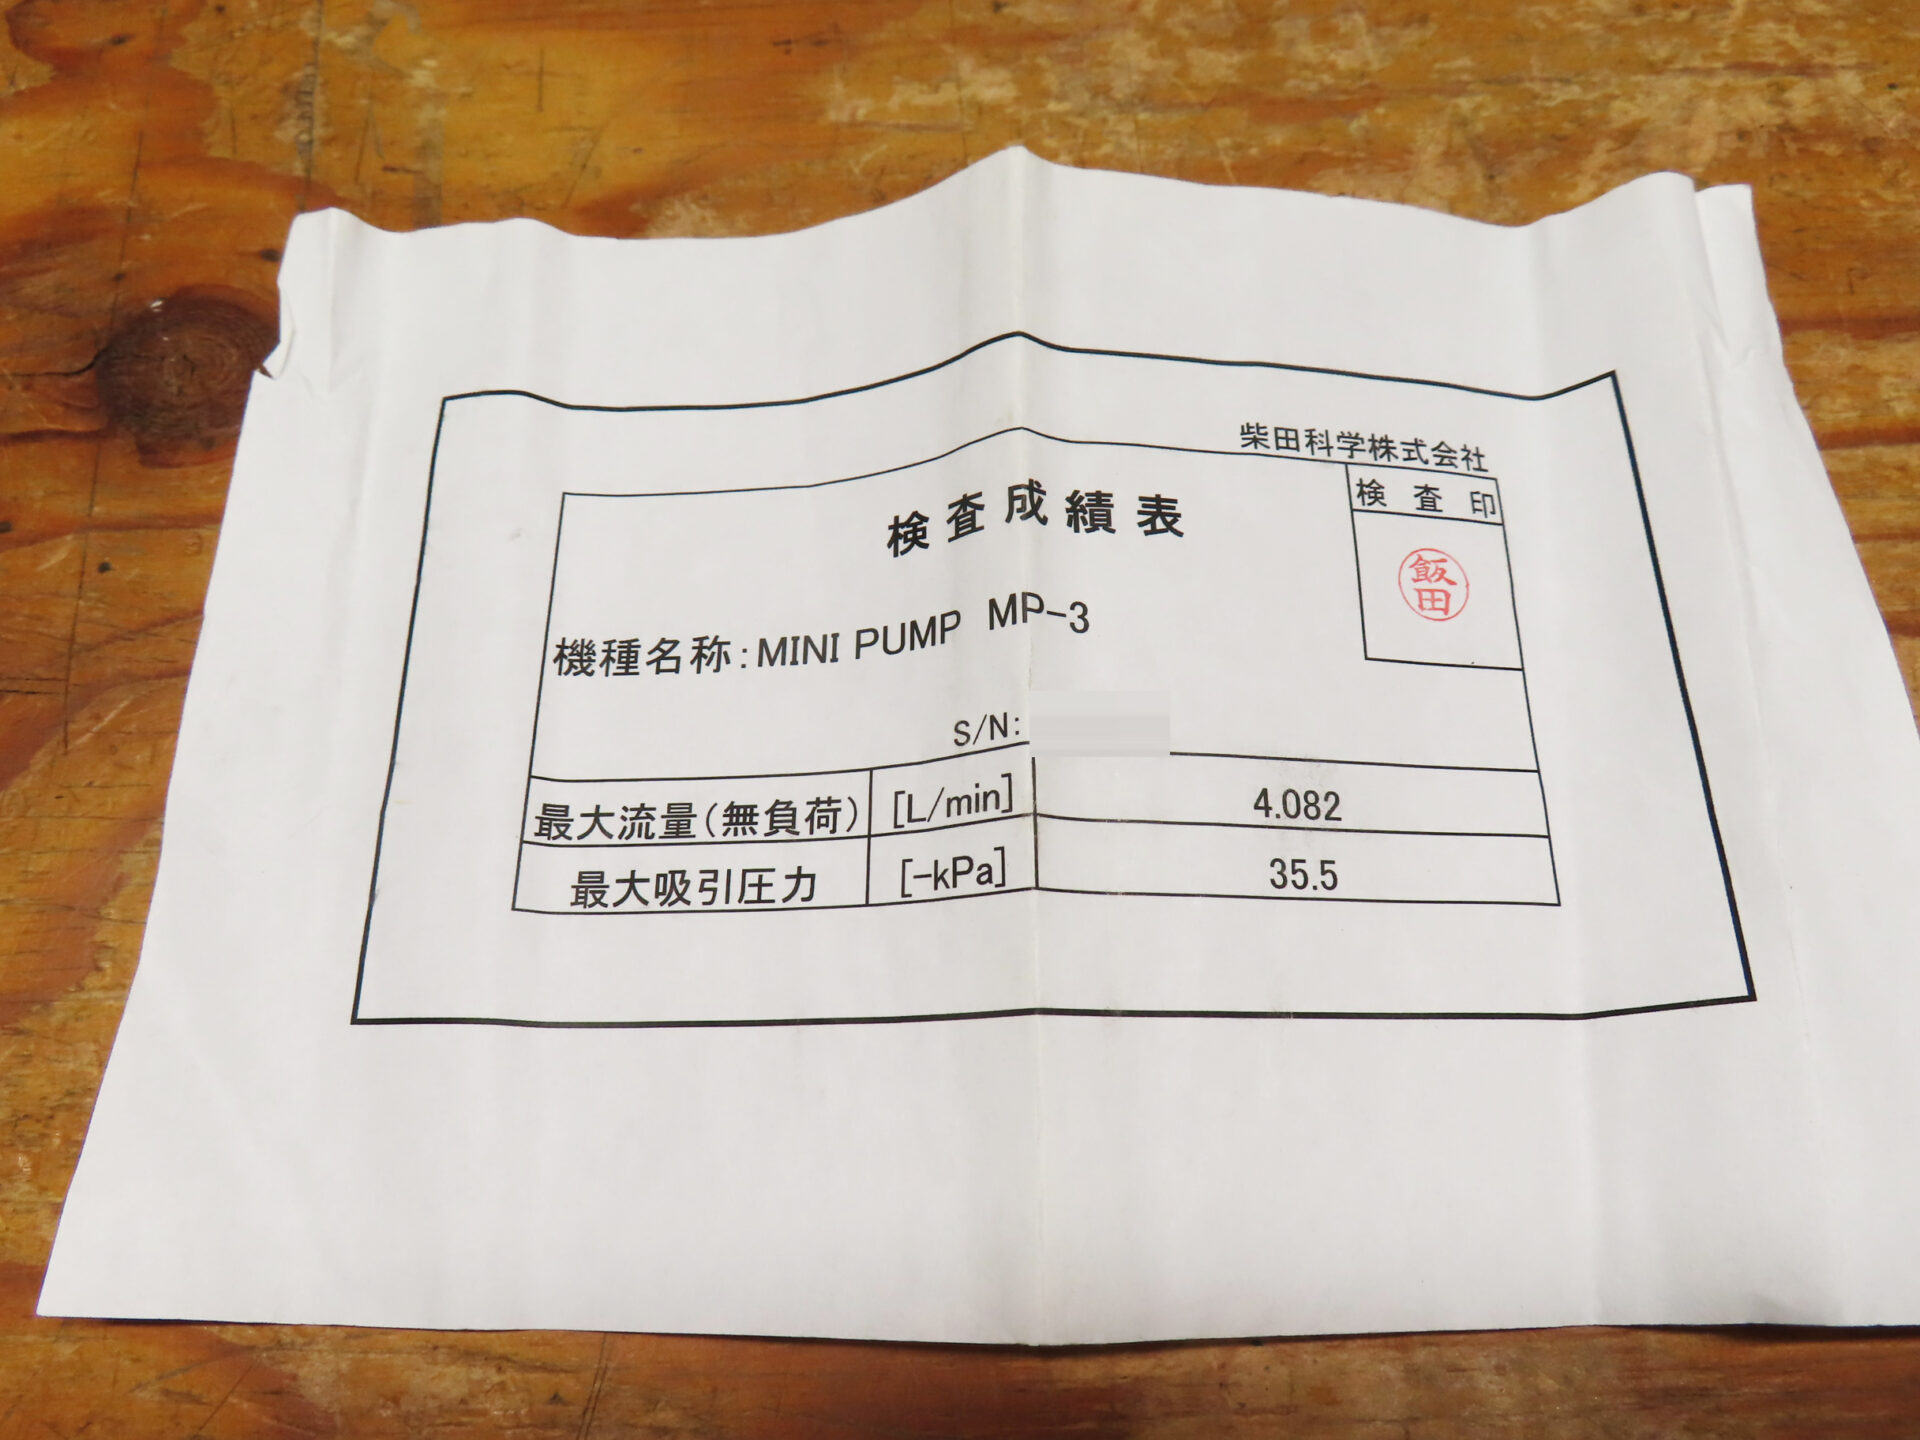 柴田科学株式会社
検査成績表
検査印
飯田
機種名称:MINI PUMP MP-3
S/N:
最大流量(無負荷) [L/min] 4.082
最大吸引圧力 [-kPa] 35.5